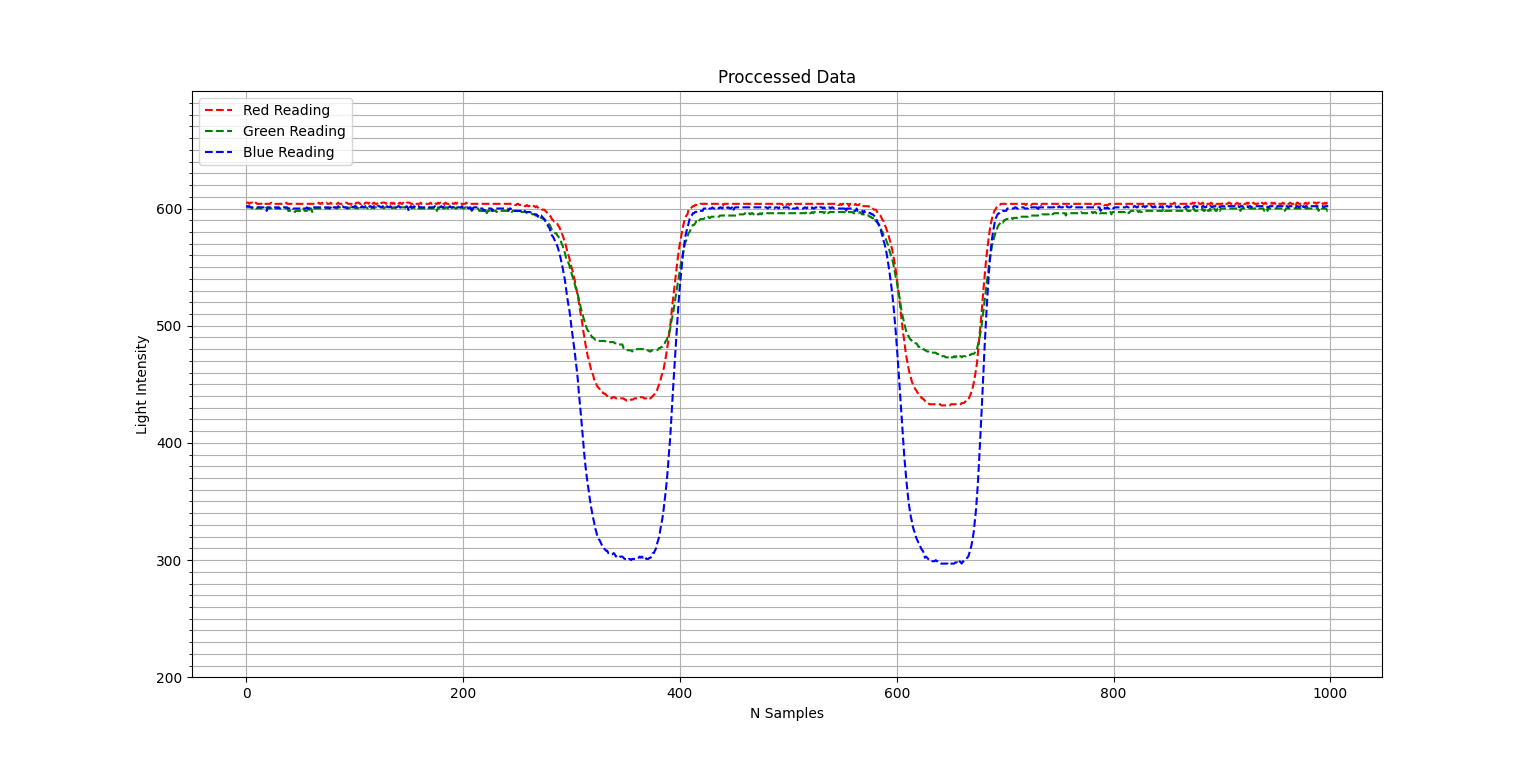 Proccessed Data
Red Reading
Green Reading
Blue Reading
600
500
400
300
200
Light Intensity
0
200
400
600
800
1000
N Samples